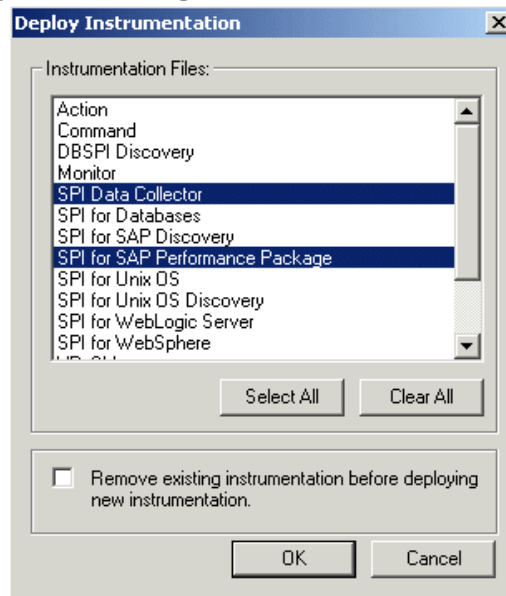 Deploy Instrumentation
Instrumentation Files:
Action
Command
DBSPI Discovery
Monitor
SPI Data Collector
SPI for Databases
SPI for SAP Discovery
SPI for SAP Performance Package
SPI for Unix OS
SPI for Unix OS Discovery
SPI for WebLogic Server
SPI for WebSphere
Select All
Clear All
Remove existing instrumentation before deploying
new instrumentation.
OK
Cancel